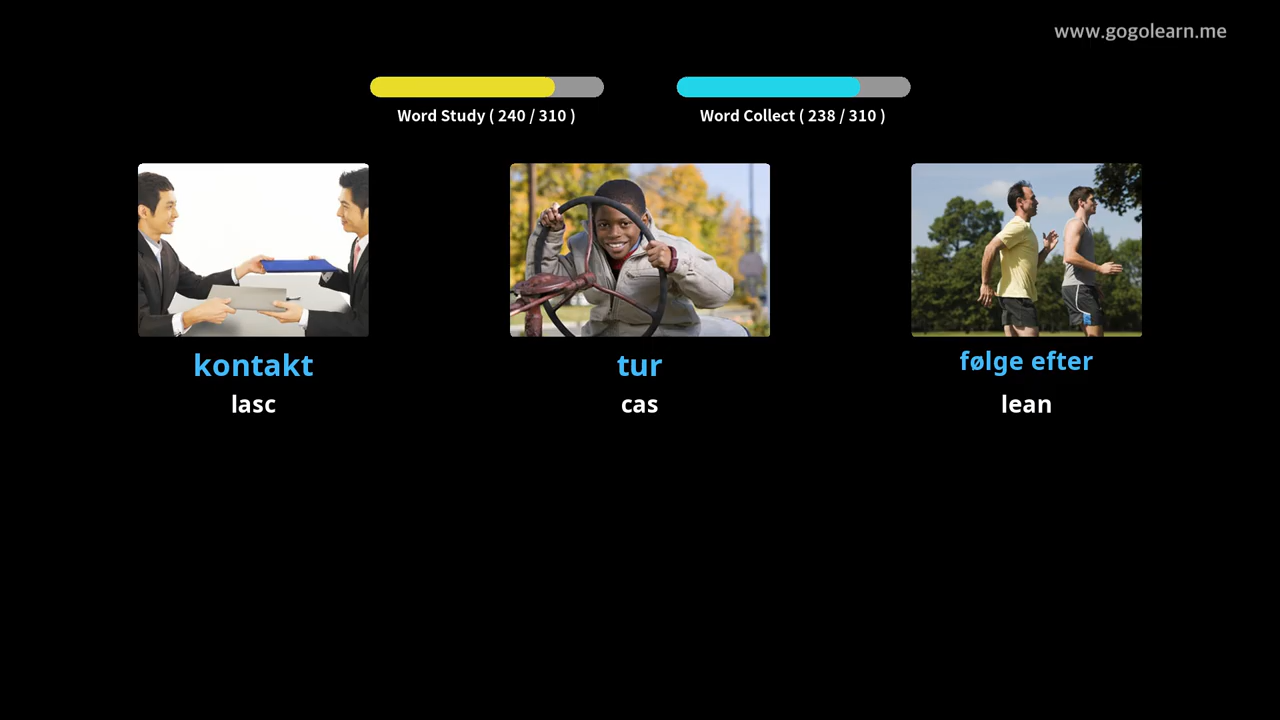 www.gogolearn.me
Word Study ( 240 / 310 )
Word Collect ( 238 / 310 )
kontakt
lasc
tur
cas
følge efter
lean